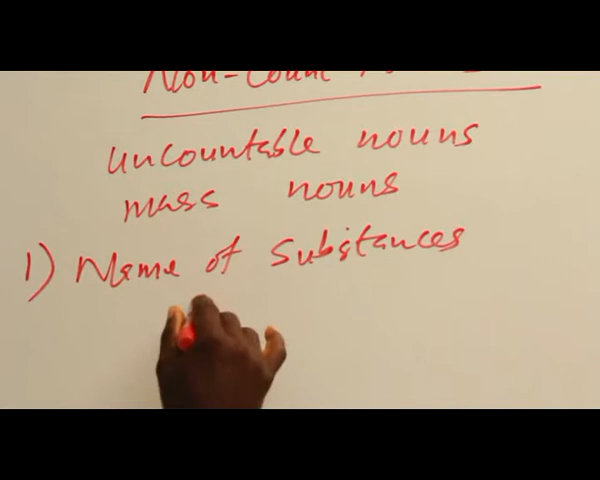 Non-Count
uncountable nouns
mass nouns
1) Name of Substances